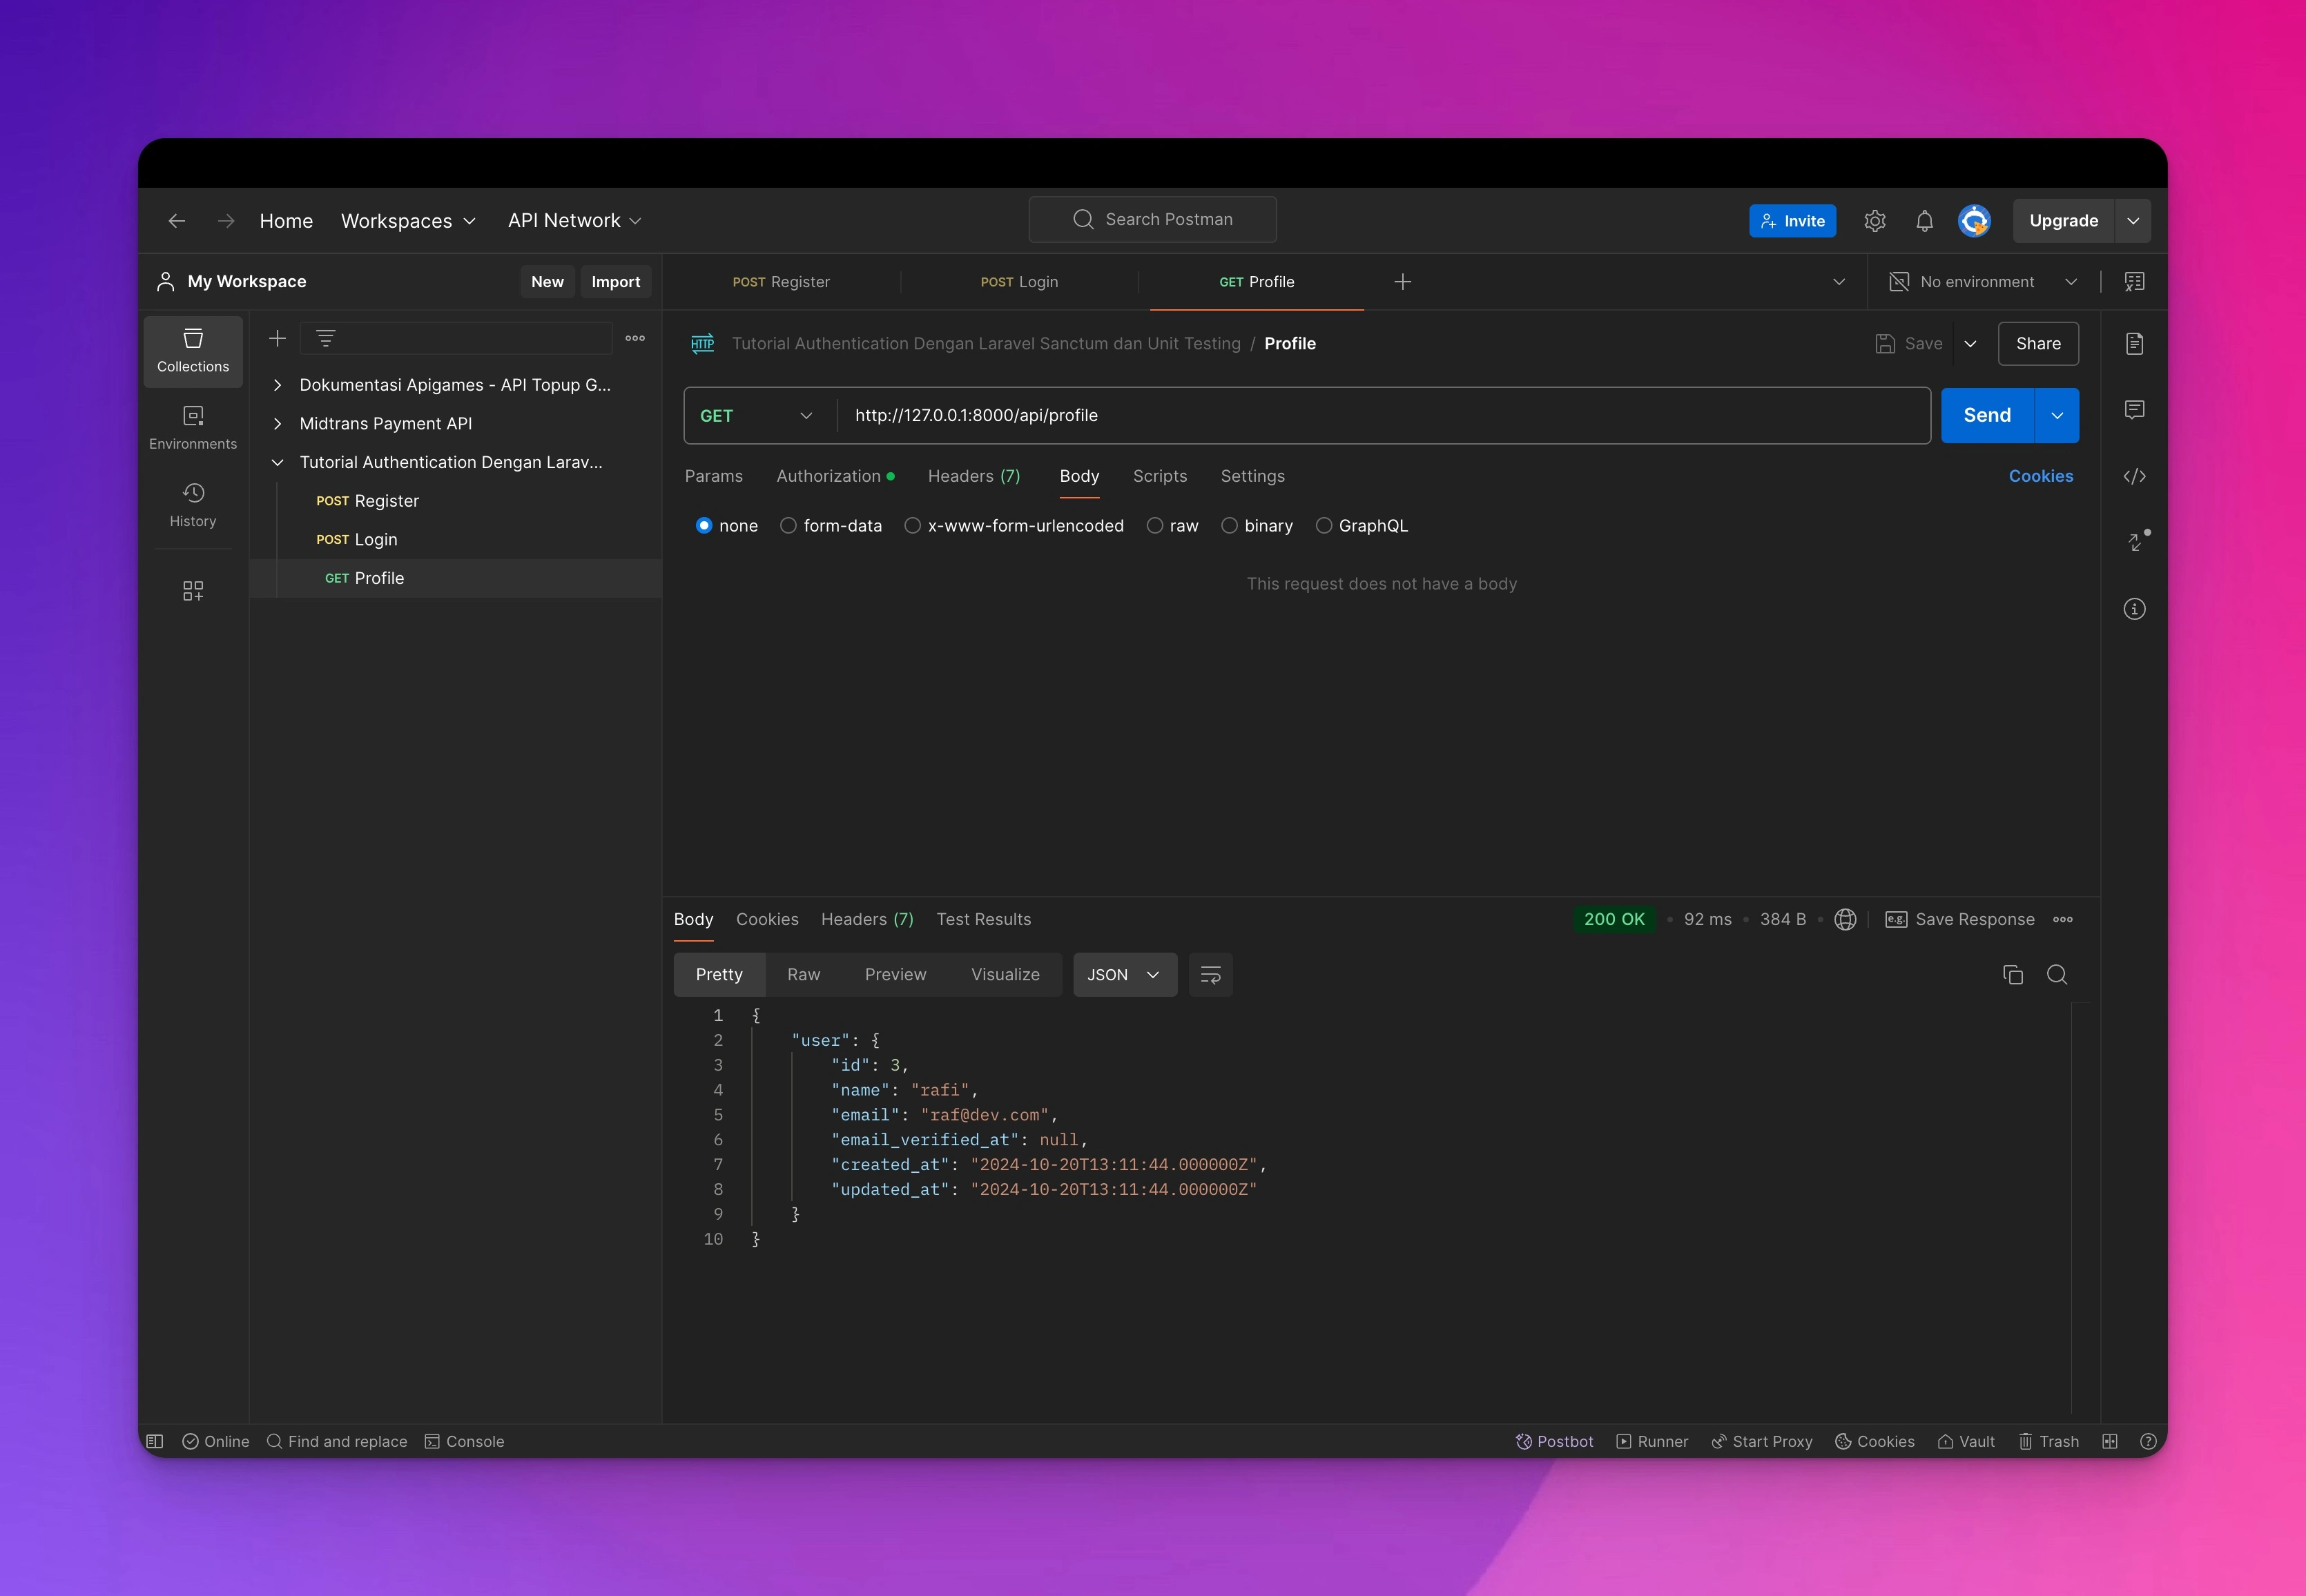 Home Workspaces API Network Search Postman Invite Upgrade
My Workspace New Import POST Register POST Login GET Profile No environment
Collections
Environments
History
Dokumentasi Apigames - API Topup G...
Midtrans Payment API
Tutorial Authentication Dengan Larav...
POST Register
POST Login
GET Profile
HTTP Tutorial Authentication Dengan Laravel Sanctum dan Unit Testing / Profile Save Share
GET http://127.0.0.1:8000/api/profile Send
Params Authorization Headers (7) Body Scripts Settings Cookies
none form-data x-www-form-urlencoded raw binary GraphQL
This request does not have a body
Body Cookies Headers (7) Test Results 200 OK • 92 ms • 384 B • e.g. Save Response
Pretty Raw Preview Visualize JSON
1 {
2 "user": {
3 "id": 3,
4 "name": "rafi",
5 "email": "raf@dev.com",
6 "email_verified_at": null,
7 "created_at": "2024-10-20T13:11:44.000000Z",
8 "updated_at": "2024-10-20T13:11:44.000000Z"
9 }
10 }
Online Find and replace Console Postbot Runner Start Proxy Cookies Vault Trash